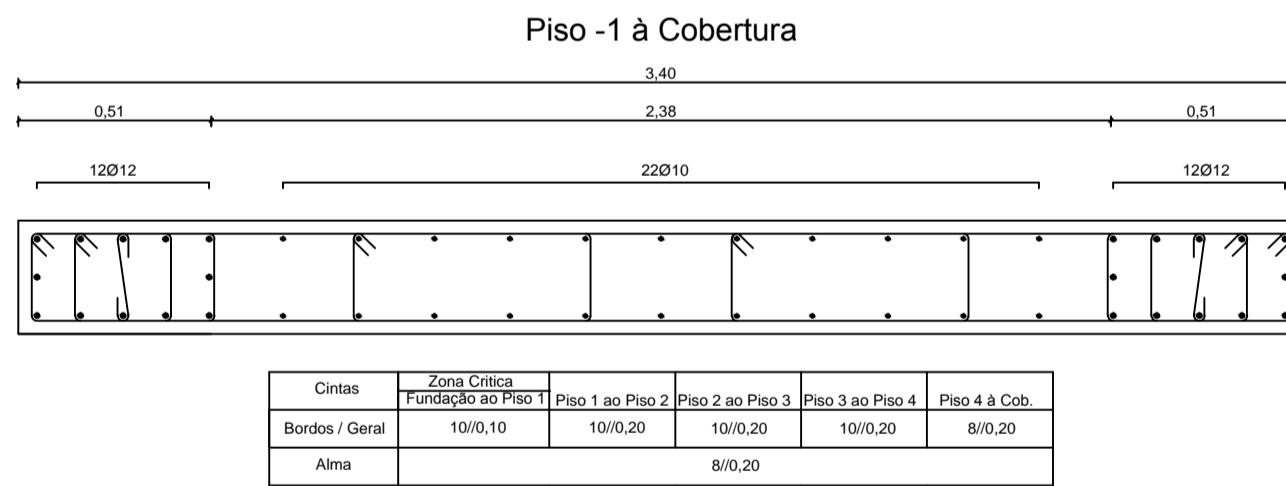 Piso -1 à Cobertura
3,40
0,51 2,38 0,51
12Ø12 22Ø10 12Ø12
Cintas Zona Critica
Fundação ao Piso 1 Piso 1 ao Piso 2 Piso 2 ao Piso 3 Piso 3 ao Piso 4 Piso 4 à Cob.
Bordos / Geral 10//0,10 10//0,20 10//0,20 10//0,20 8//0,20
Alma 8//0,20